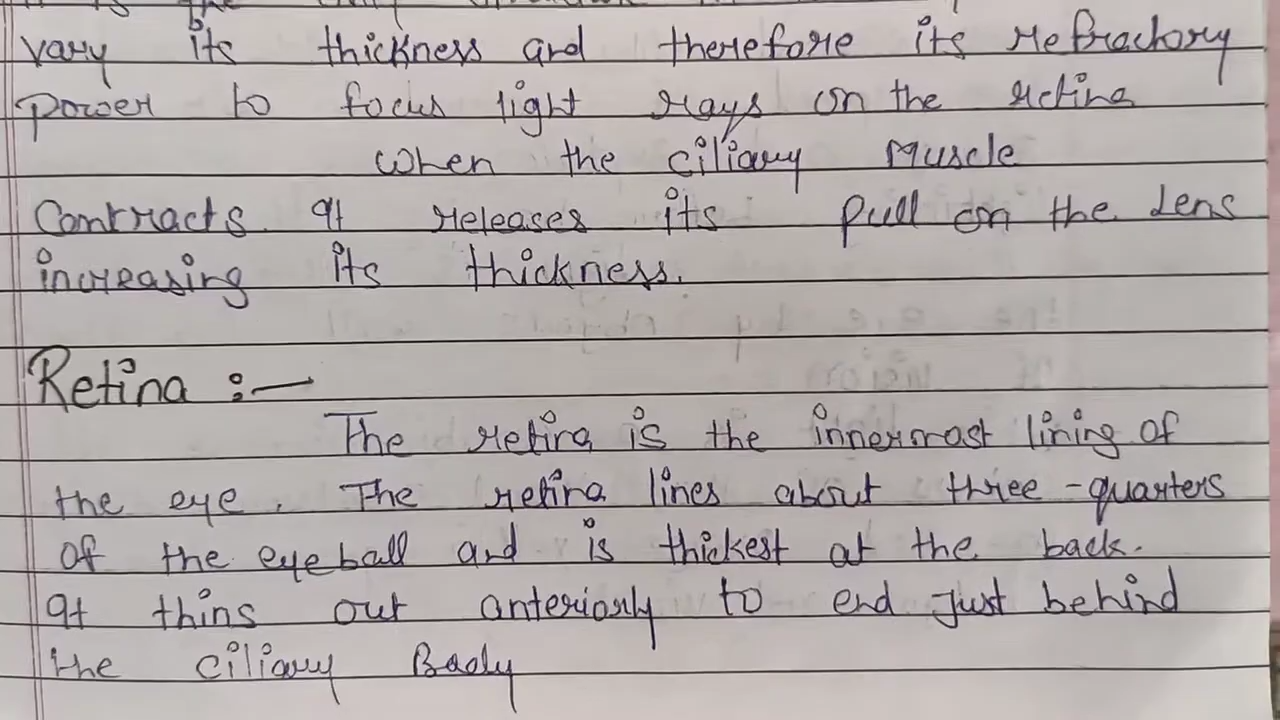 vary its thickness and therefore its refractory
Power to focus light rays on the retina
When the ciliary Muscle
Contracts It releases its pull on the Lens
increasing its thickness.
Retina :—
The retina is the innermost lining of
the eye. The retina lines about three-quarters
of the eyeball and is thickest at the back.
It thins out anteriorly to end Just behind
the ciliary Body